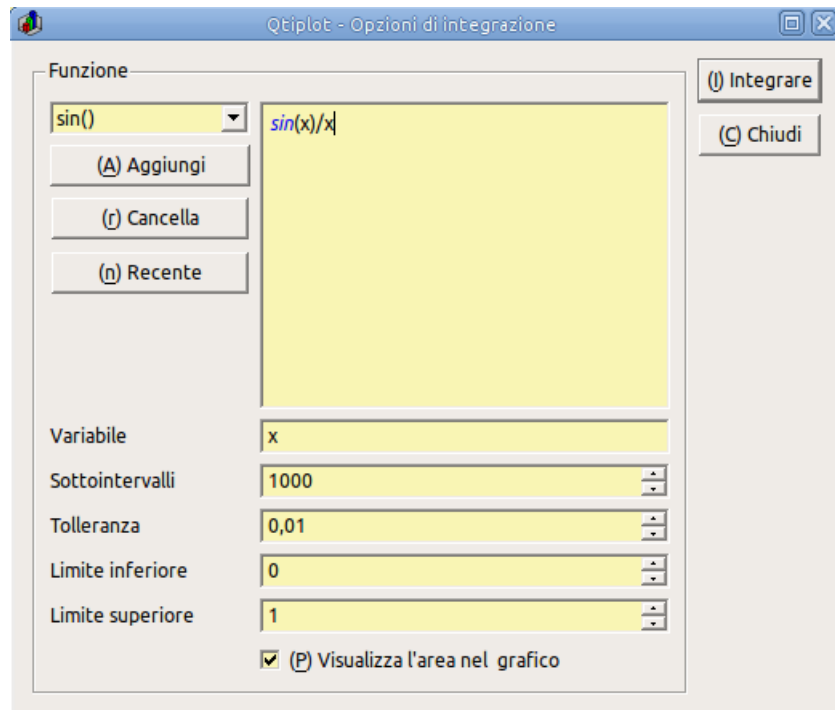 Qtiplot - Opzioni di integrazione
Funzione
(I) Integrare
sin()
sin(x)/x
(C) Chiudi
(A) Aggiungi
(r) Cancella
(n) Recente
Variabile
x
Sottointervalli
1000
Tolleranza
0,01
Limite inferiore
0
Limite superiore
1
(P) Visualizza l'area nel grafico